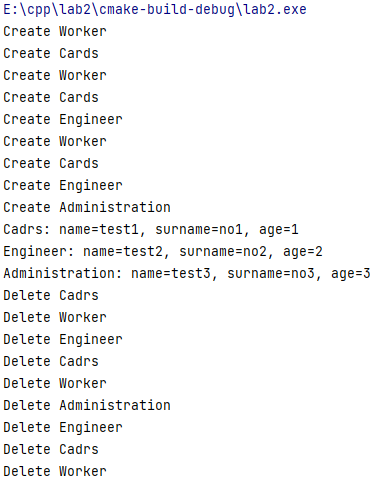 E:\cpp\lab2\cmake-build-debug\lab2.exe
Create Worker
Create Cards
Create Worker
Create Cards
Create Engineer
Create Worker
Create Cards
Create Engineer
Create Administration
Cadrs: name=test1, surname=no1, age=1
Engineer: name=test2, surname=no2, age=2
Administration: name=test3, surname=no3, age=3
Delete Cadrs
Delete Worker
Delete Engineer
Delete Cadrs
Delete Worker
Delete Administration
Delete Engineer
Delete Cadrs
Delete Worker